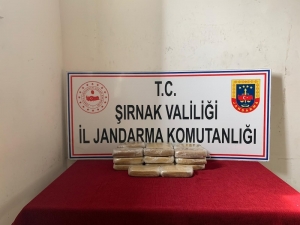 T.C.
ŞIRNAK VALİLİĞİ
İL JANDARMA KOMUTANLIĞI